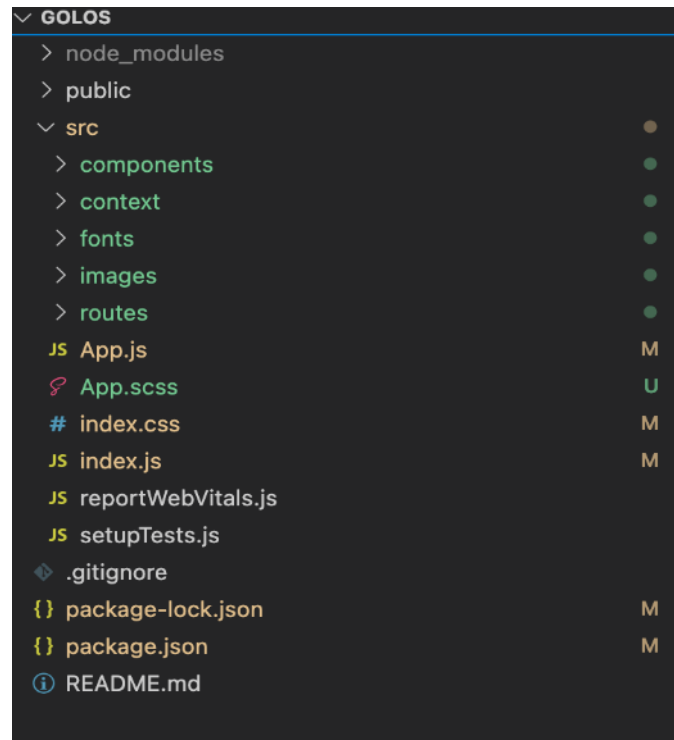 GOLOS
node_modules
public
src
components
context
fonts
images
routes
JS App.js M
App.scss U
# index.css M
JS index.js M
JS reportWebVitals.js
JS setupTests.js
.gitignore
{} package-lock.json M
{} package.json M
README.md